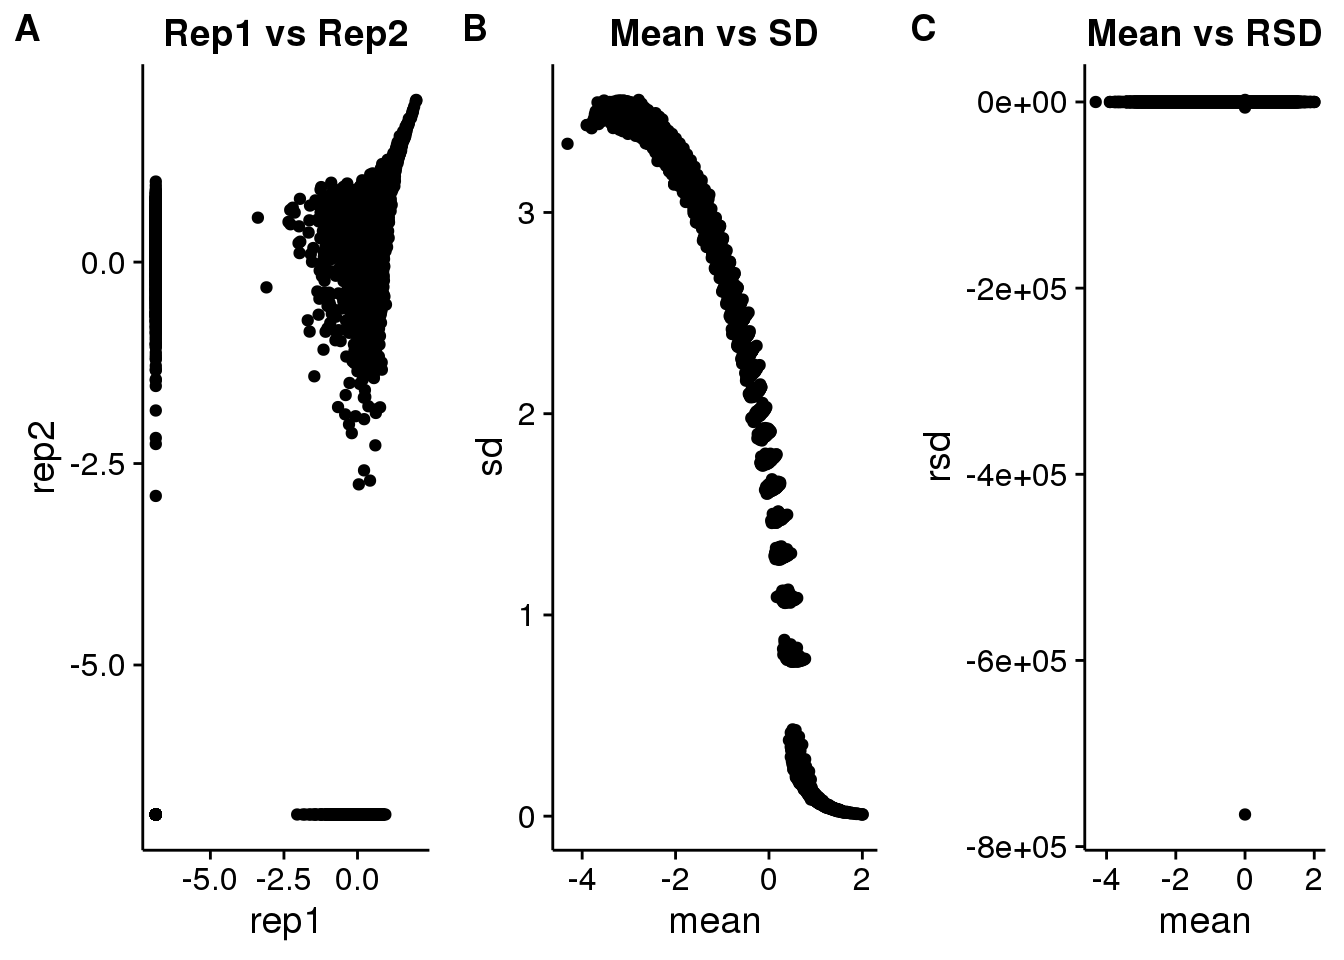 A
Rep1 vs Rep2
rep2
0.0
-2.5
-5.0
-5.0 -2.5 0.0
rep1
B
Mean vs SD
sd
3
2
1
0
-4 -2 0 2
mean
C
Mean vs RSD
rsd
0e+00
-2e+05
-4e+05
-6e+05
-8e+05
-4 -2 0 2
mean